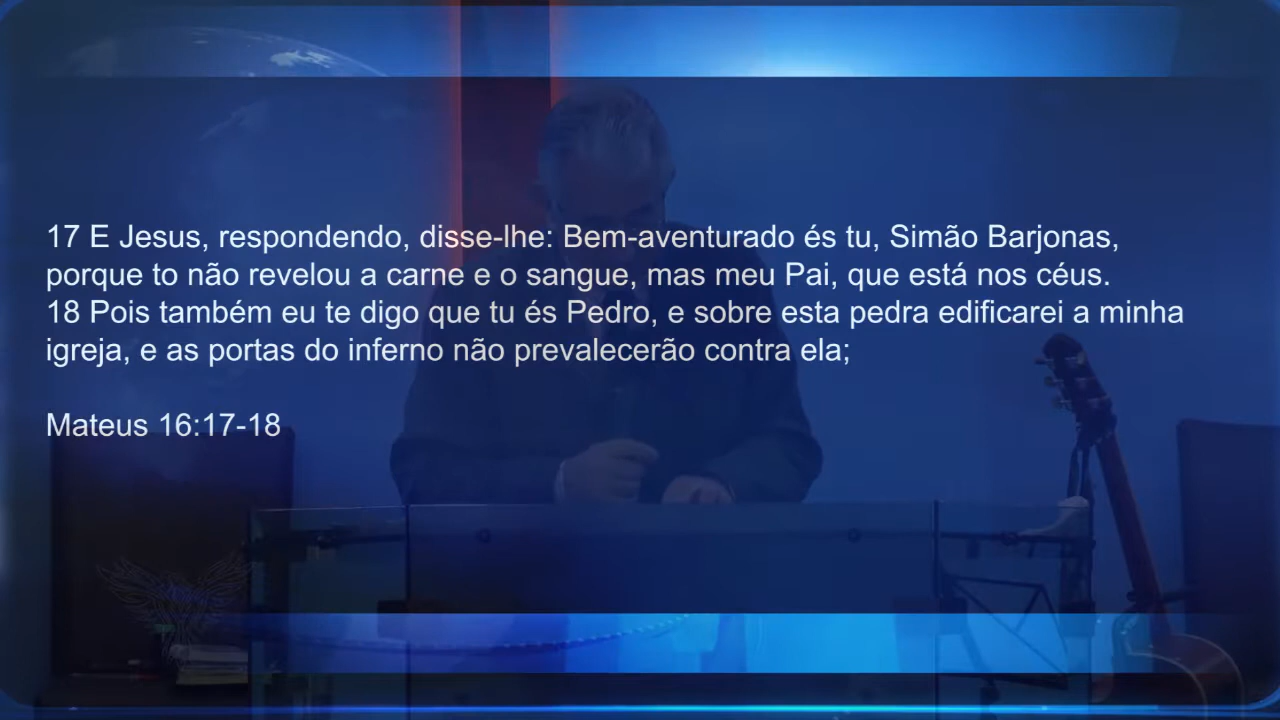 17 E Jesus, respondendo, disse-lhe: Bem-aventurado és tu, Simão Barjonas,
porque to não revelou a carne e o sangue, mas meu Pai, que está nos céus.
18 Pois também eu te digo que tu és Pedro, e sobre esta pedra edificarei a minha
igreja, e as portas do inferno não prevalecerão contra ela;
Mateus 16:17-18